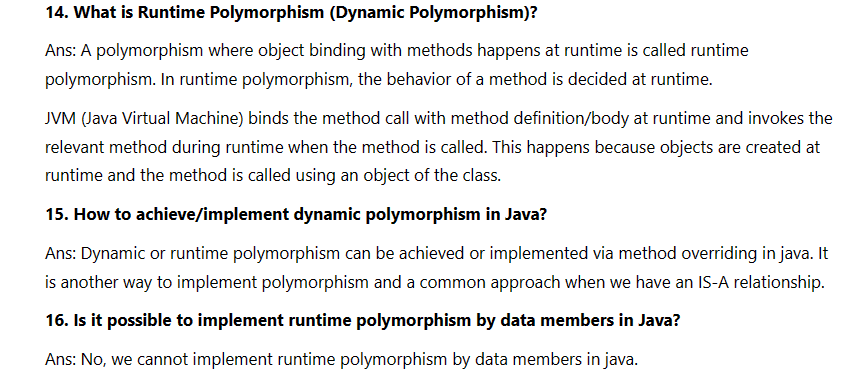 14. What is Runtime Polymorphism (Dynamic Polymorphism)?
Ans: A polymorphism where object binding with methods happens at runtime is called runtime
polymorphism. In runtime polymorphism, the behavior of a method is decided at runtime.
JVM (Java Virtual Machine) binds the method call with method definition/body at runtime and invokes the
relevant method during runtime when the method is called. This happens because objects are created at
runtime and the method is called using an object of the class.
15. How to achieve/implement dynamic polymorphism in Java?
Ans: Dynamic or runtime polymorphism can be achieved or implemented via method overriding in java. It
is another way to implement polymorphism and a common approach when we have an IS-A relationship.
16. Is it possible to implement runtime polymorphism by data members in Java?
Ans: No, we cannot implement runtime polymorphism by data members in java.